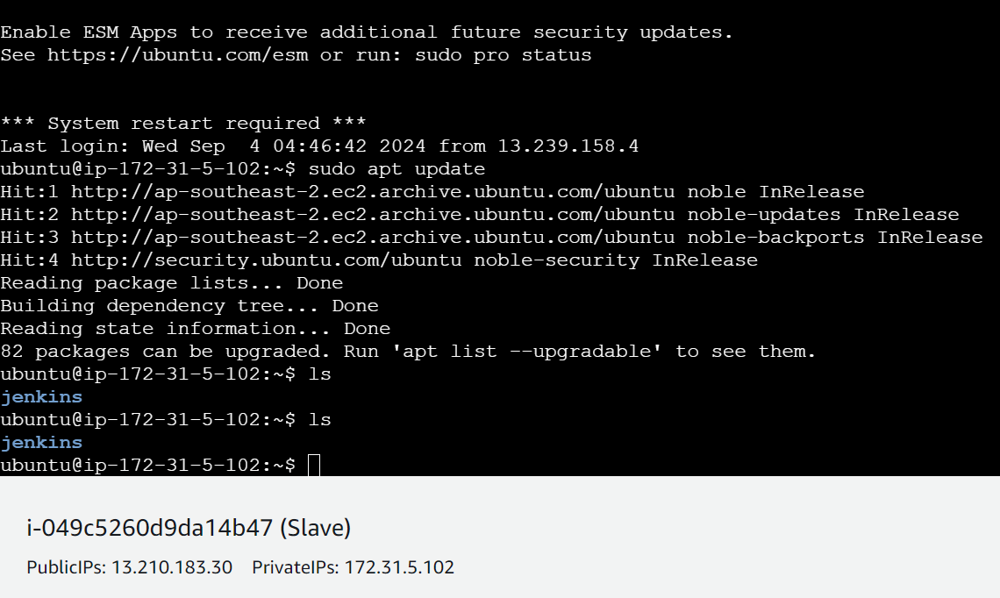 Enable ESM Apps to receive additional future security updates.
See https://ubuntu.com/esm or run: sudo pro status
*** System restart required ***
Last login: Wed Sep  4 04:46:42 2024 from 13.239.158.4
ubuntu@ip-172-31-5-102:~$ sudo apt update
Hit:1 http://ap-southeast-2.ec2.archive.ubuntu.com/ubuntu noble InRelease
Hit:2 http://ap-southeast-2.ec2.archive.ubuntu.com/ubuntu noble-updates InRelease
Hit:3 http://ap-southeast-2.ec2.archive.ubuntu.com/ubuntu noble-backports InRelease
Hit:4 http://security.ubuntu.com/ubuntu noble-security InRelease
Reading package lists... Done
Building dependency tree... Done
Reading state information... Done
82 packages can be upgraded. Run 'apt list --upgradable' to see them.
ubuntu@ip-172-31-5-102:~$ ls
jenkins
ubuntu@ip-172-31-5-102:~$ ls
jenkins
ubuntu@ip-172-31-5-102:~$
i-049c5260d9da14b47 (Slave)
PublicIPs: 13.210.183.30 PrivateIPs: 172.31.5.102